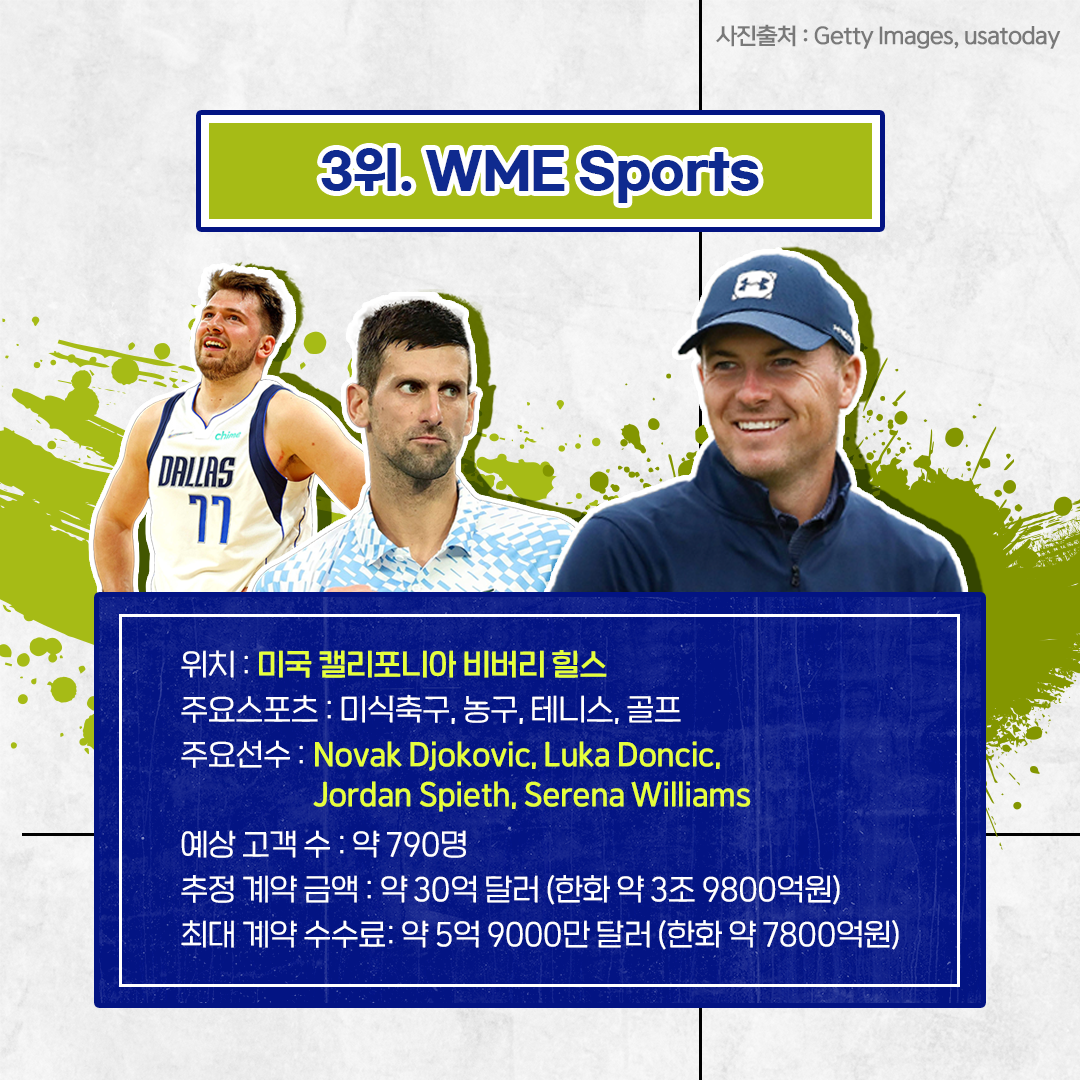 사진출처 : Getty Images, usatoday
3위. WME Sports
chime
DALLAS
77
위치 : 미국 캘리포니아 비버리 힐스
주요스포츠 : 미식축구, 농구, 테니스, 골프
주요선수 : Novak Djokovic, Luka Doncic,
Jordan Spieth, Serena Williams
예상 고객 수 : 약 790명
추정 계약 금액 : 약 30억 달러 (한화 약 3조 9800억원)
최대 계약 수수료: 약 5억 9000만 달러 (한화 약 7800억원)